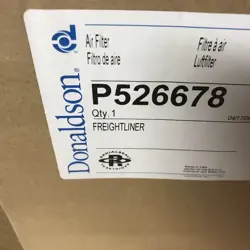 Donaldson
Air Filter Filtre à air
Filtro de aire Luftfilter
P526678
Qty. 1
FREIGHTLINER
R